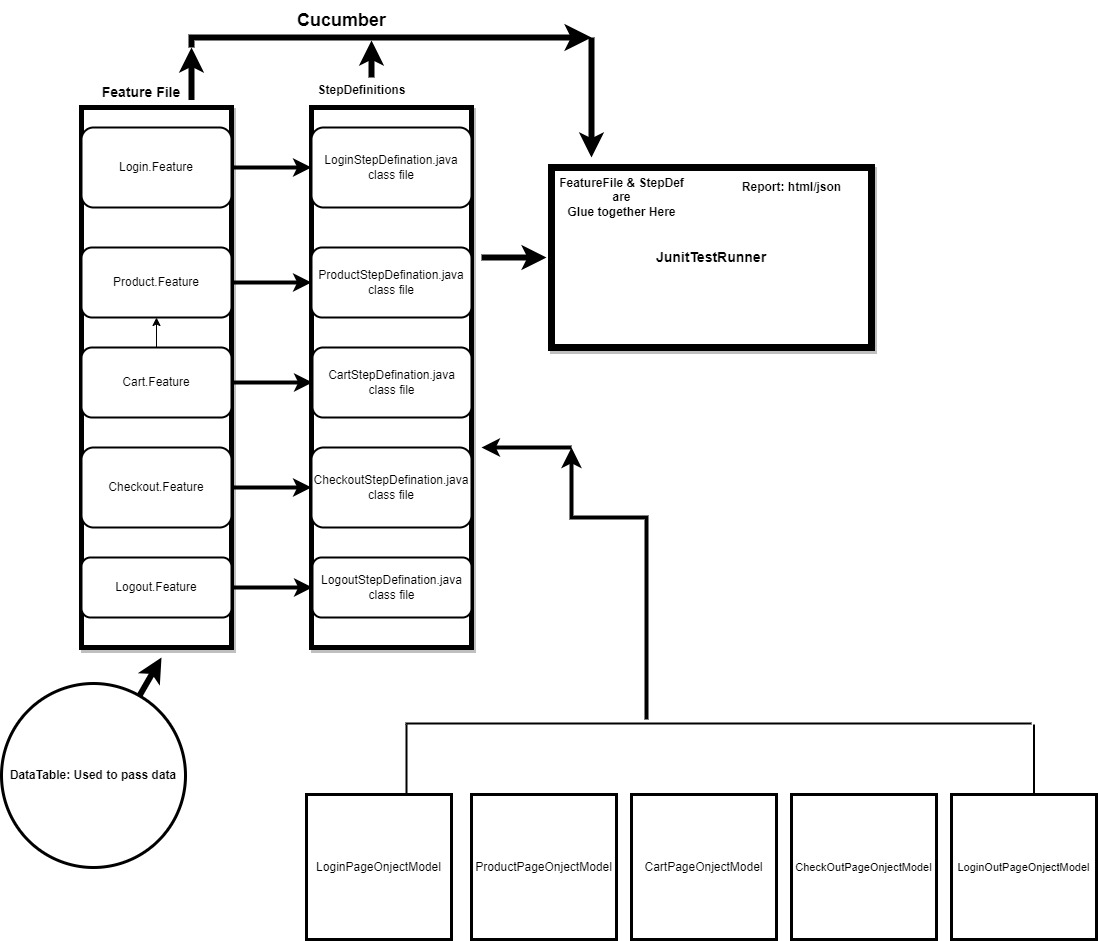 Cucumber
Feature File
StepDefinitions
Login.Feature
LoginStepDefination.java
class file
FeatureFile & StepDef
are
Glue together Here
Report: html/json
JunitTestRunner
Product.Feature
ProductStepDefination.java
class file
Cart.Feature
CartStepDefination.java
class file
Checkout.Feature
CheckoutStepDefination.java
class file
Logout.Feature
LogoutStepDefination.java
class file
DataTable: Used to pass data
LoginPageOnjectModel
ProductPageOnjectModel
CartPageOnjectModel
CheckOutPageOnjectModel
LoginOutPageOnjectModel